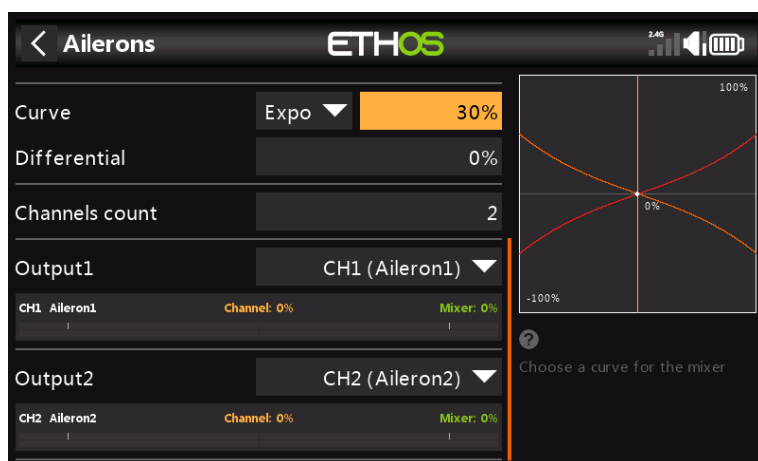 Ailerons
ETHOS
2.4G
Curve
Expo
30%
Differential
0%
Channels count
2
Output1
CH1 (Aileron1)
CH1 Aileron1 Channel: 0% Mixer: 0%
Output2
CH2 (Aileron2)
CH2 Aileron2 Channel: 0% Mixer: 0%
100%
0%
-100%
?
Choose a curve for the mixer